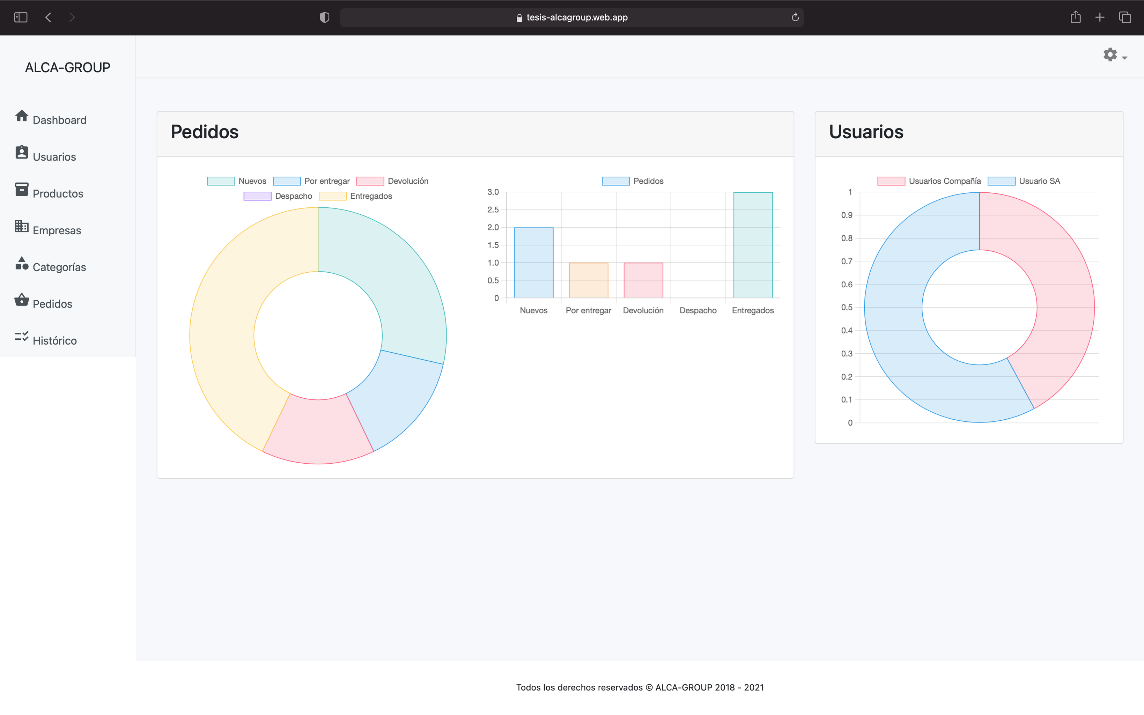 tesis-alcagroup.web.app
ALCA-GROUP
Dashboard
Usuarios
Productos
Empresas
Categorías
Pedidos
Histórico
Pedidos
Nuevos Por entregar Devolución
Despacho Entregados
Pedidos
3.0
2.5
2.0
1.5
1.0
0.5
0
Nuevos Por entregar Devolución Despacho Entregados
Usuarios
Usuarios Compañía Usuario SA
1
0.9
0.8
0.7
0.6
0.5
0.4
0.3
0.2
0.1
0
Todos los derechos reservados © ALCA-GROUP 2018 - 2021